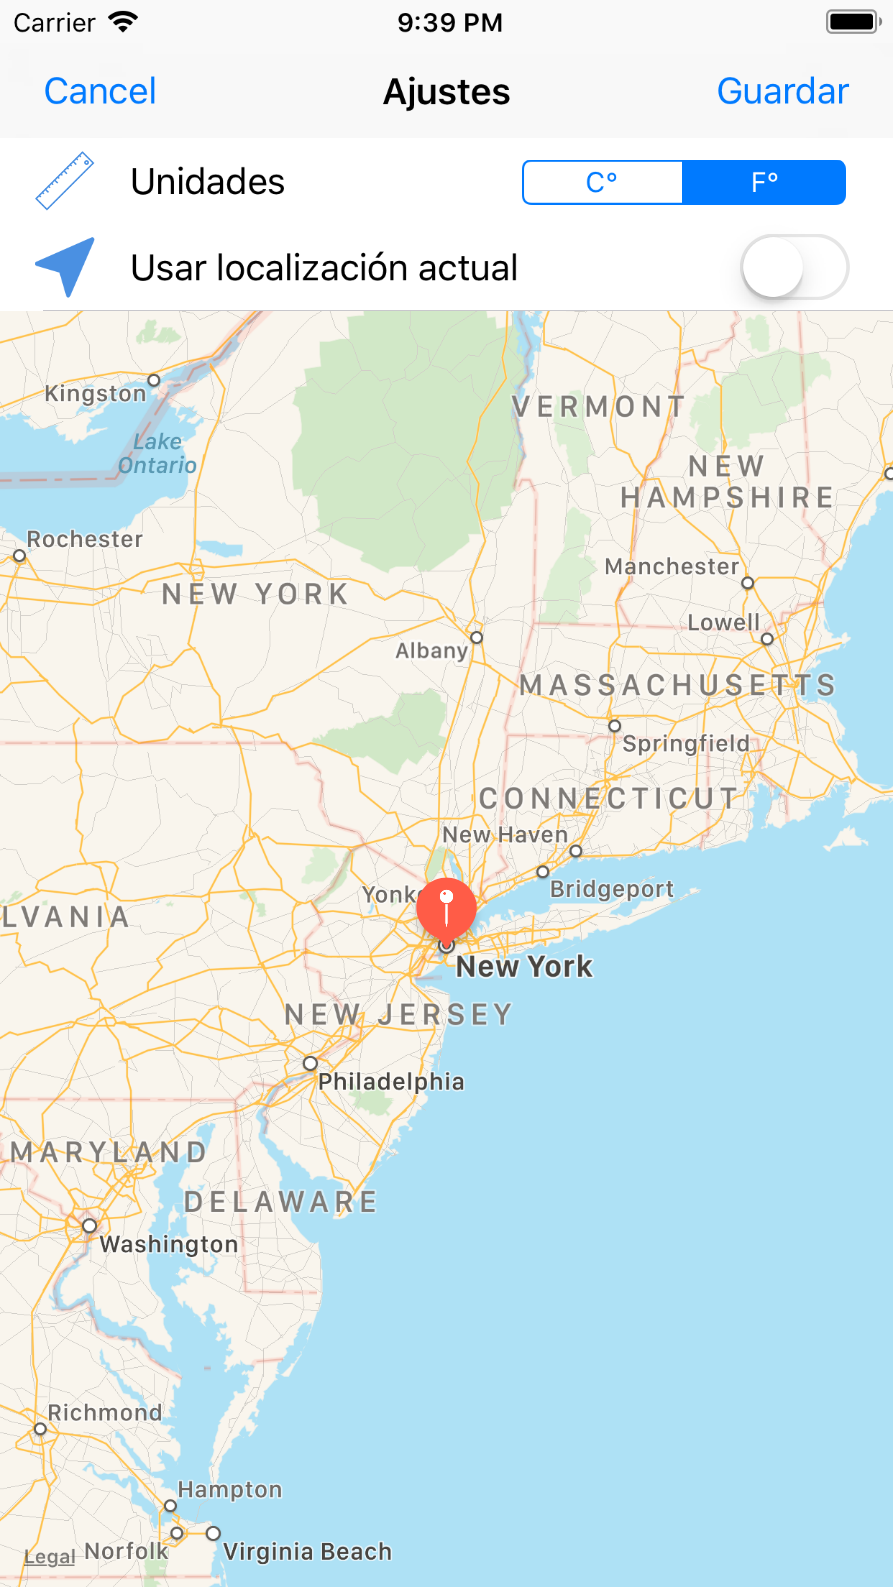 Carrier 9:39 PM
Cancel Ajustes Guardar
Unidades C° F°
Usar localización actual
Kingston
VERMONT
Lake
Ontario
NEW
HAMPSHIRE
Rochester
Manchester
NEW YORK
Lowell
Albany
MASSACHUSETTS
Springfield
CONNECTICUT
New Haven
Bridgeport
Yonke
LVANIA
New York
NEW JERSEY
Philadelphia
MARYLAND
DELAWARE
Washington
Richmond
Hampton
Legal Norfolk Virginia Beach